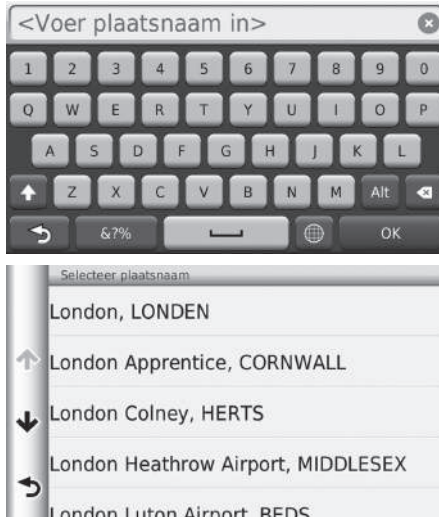 <Voer plaatsnaam in>
1 2 3 4 5 6 7 8 9 0
Q W E R T Y U I O P
A S D F G H J K L
Z X C V B N M Alt
&?% OK
Selecteer plaatsnaam
London, LONDEN
London Apprentice, CORNWALL
London Colney, HERTS
London Heathrow Airport, MIDDLESEX
London Luton Airport, BEDS